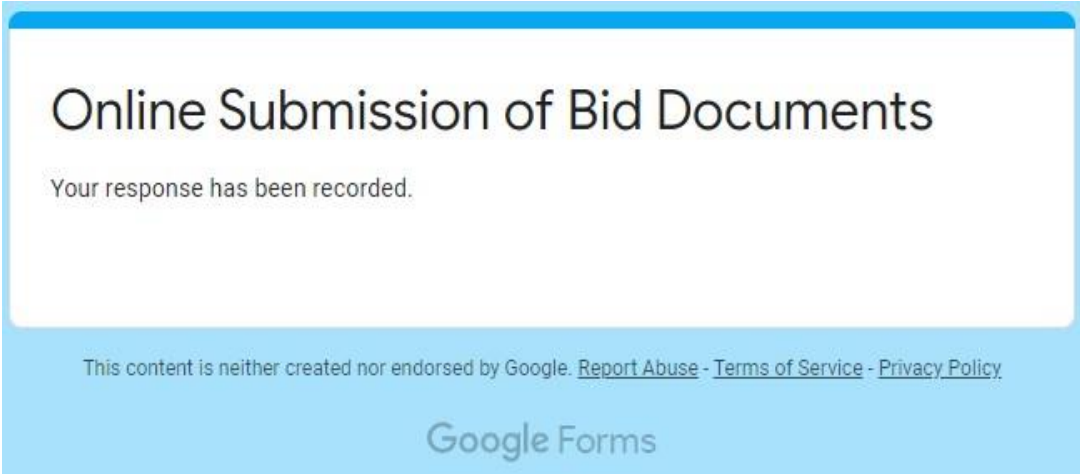 Online Submission of Bid Documents
Your response has been recorded.
This content is neither created nor endorsed by Google. Report Abuse - Terms of Service - Privacy Policy
Google Forms